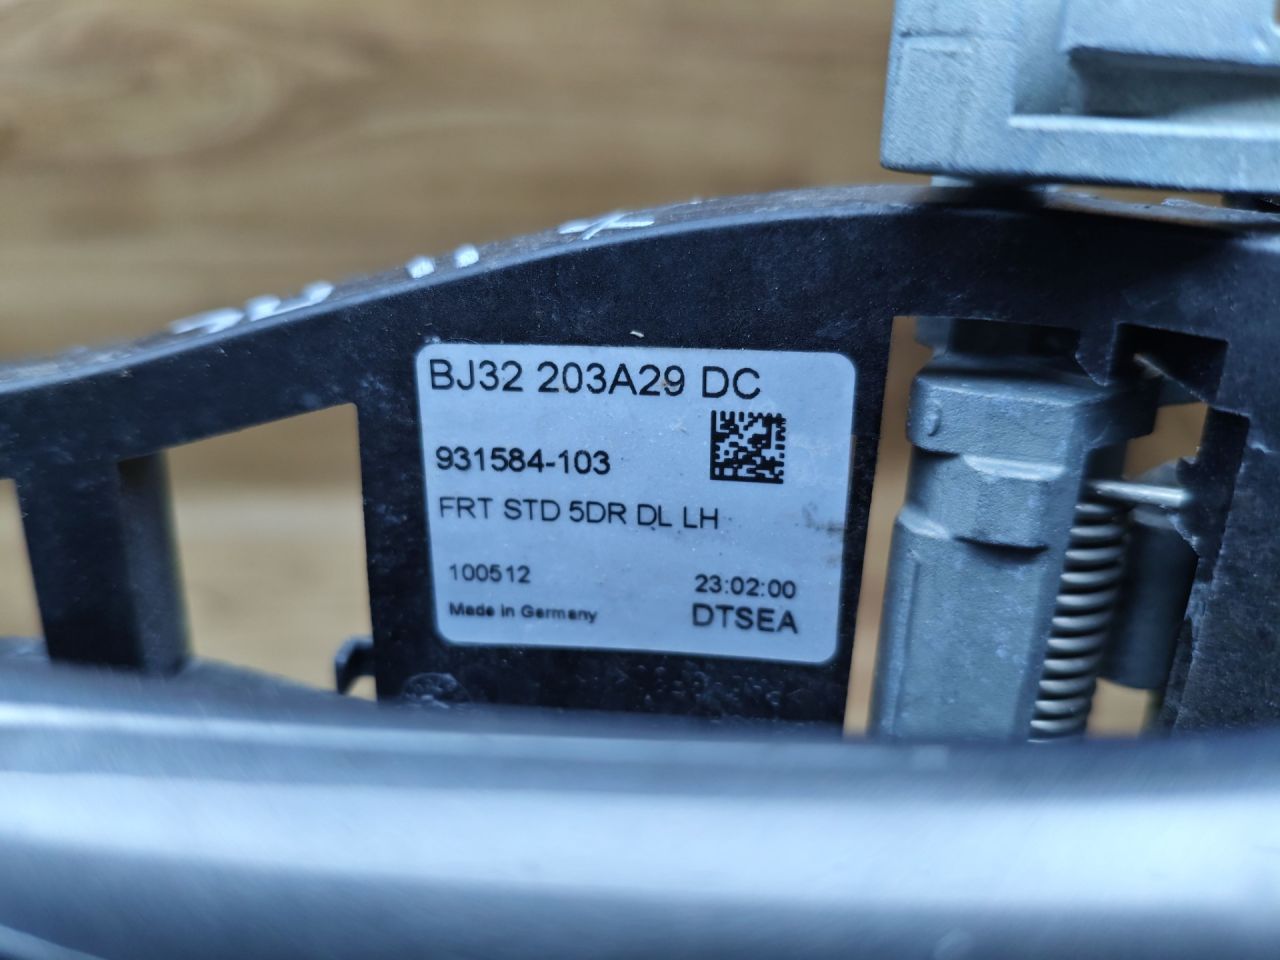 BJ32 203A29 DC
931584-103
FRT STD 5DR DL LH
100512
23:02:00
Made in Germany
DTSEA